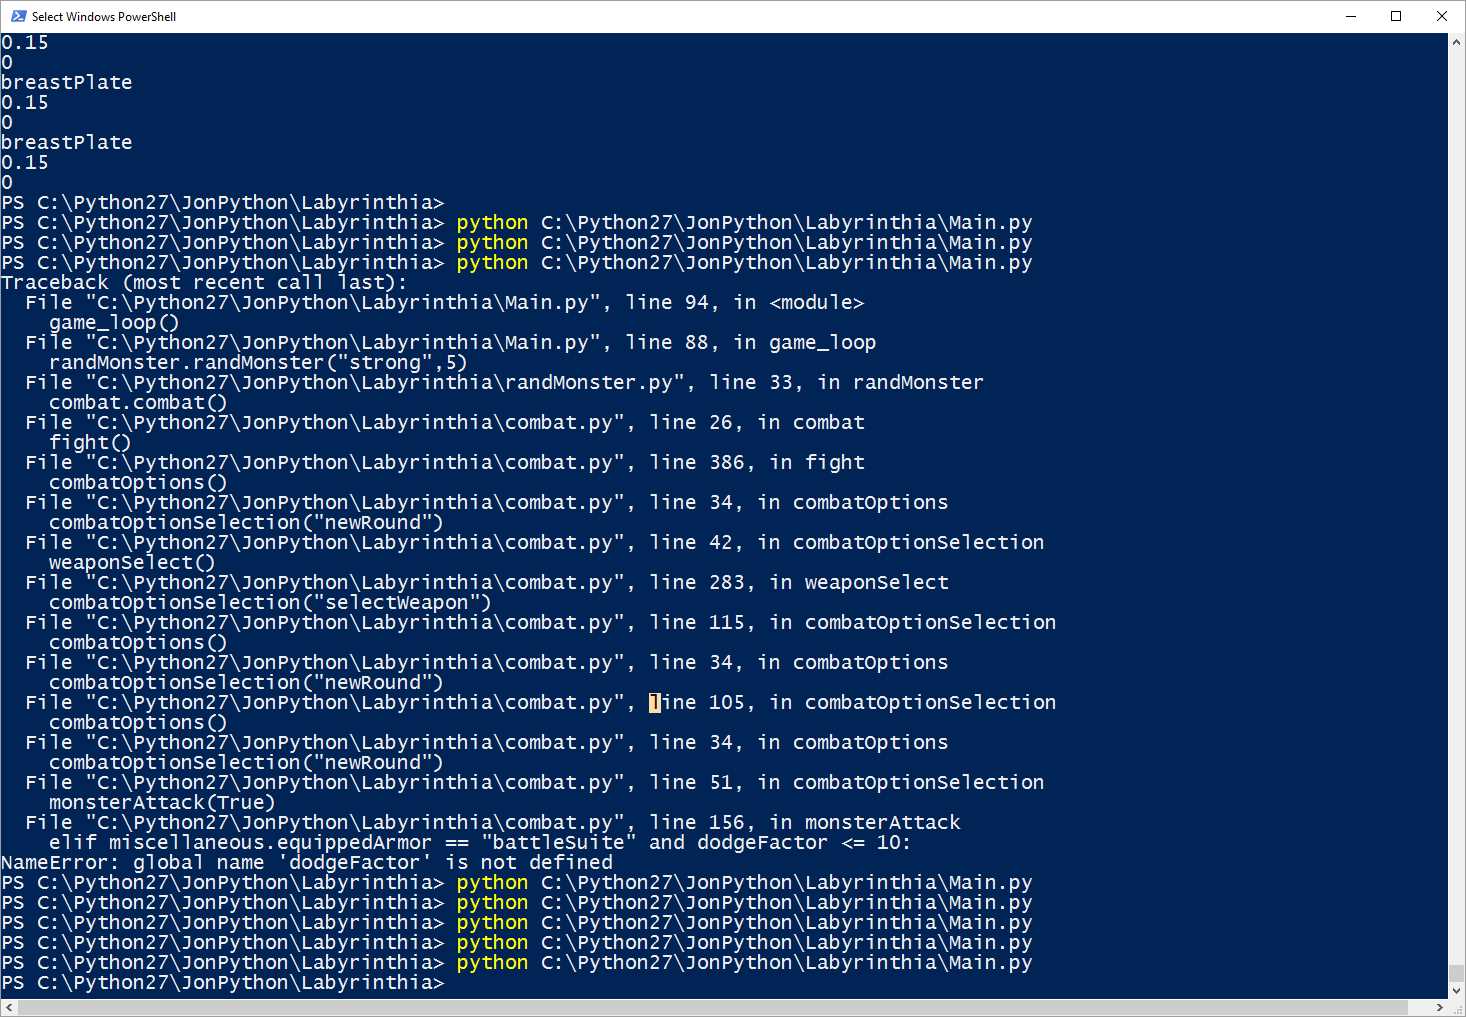 Select Windows PowerShell
0.15
0
breastPlate
0.15
0
breastPlate
0.15
0
PS C:\Python27\JonPython\Labyrinthia>
PS C:\Python27\JonPython\Labyrinthia> python C:\Python27\JonPython\Labyrinthia\Main.py
PS C:\Python27\JonPython\Labyrinthia> python C:\Python27\JonPython\Labyrinthia\Main.py
PS C:\Python27\JonPython\Labyrinthia> python C:\Python27\JonPython\Labyrinthia\Main.py
Traceback (most recent call last):
  File "C:\Python27\JonPython\Labyrinthia\Main.py", line 94, in <module>
    game_loop()
  File "C:\Python27\JonPython\Labyrinthia\Main.py", line 88, in game_loop
    randMonster.randMonster("strong",5)
  File "C:\Python27\JonPython\Labyrinthia\randMonster.py", line 33, in randMonster
    combat.combat()
  File "C:\Python27\JonPython\Labyrinthia\combat.py", line 26, in combat
    fight()
  File "C:\Python27\JonPython\Labyrinthia\combat.py", line 386, in fight
    combatOptions()
  File "C:\Python27\JonPython\Labyrinthia\combat.py", line 34, in combatOptions
    combatOptionSelection("newRound")
  File "C:\Python27\JonPython\Labyrinthia\combat.py", line 42, in combatOptionSelection
    weaponSelect()
  File "C:\Python27\JonPython\Labyrinthia\combat.py", line 283, in weaponSelect
    combatOptionSelection("selectWeapon")
  File "C:\Python27\JonPython\Labyrinthia\combat.py", line 115, in combatOptionSelection
    combatOptions()
  File "C:\Python27\JonPython\Labyrinthia\combat.py", line 34, in combatOptions
    combatOptionSelection("newRound")
  File "C:\Python27\JonPython\Labyrinthia\combat.py", line 105, in combatOptionSelection
    combatOptions()
  File "C:\Python27\JonPython\Labyrinthia\combat.py", line 34, in combatOptions
    combatOptionSelection("newRound")
  File "C:\Python27\JonPython\Labyrinthia\combat.py", line 51, in combatOptionSelection
    monsterAttack(True)
  File "C:\Python27\JonPython\Labyrinthia\combat.py", line 156, in monsterAttack
    elif miscellaneous.equippedArmor == "battleSuite" and dodgeFactor <= 10:
NameError: global name 'dodgeFactor' is not defined
PS C:\Python27\JonPython\Labyrinthia> python C:\Python27\JonPython\Labyrinthia\Main.py
PS C:\Python27\JonPython\Labyrinthia> python C:\Python27\JonPython\Labyrinthia\Main.py
PS C:\Python27\JonPython\Labyrinthia> python C:\Python27\JonPython\Labyrinthia\Main.py
PS C:\Python27\JonPython\Labyrinthia> python C:\Python27\JonPython\Labyrinthia\Main.py
PS C:\Python27\JonPython\Labyrinthia> python C:\Python27\JonPython\Labyrinthia\Main.py
PS C:\Python27\JonPython\Labyrinthia>